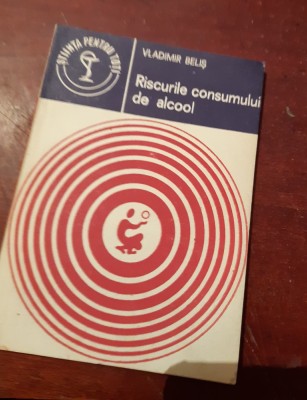 ȘTIINȚA PENTRU TOȚI
VLADIMIR BELIȘ
Riscurile consumului
de alcool